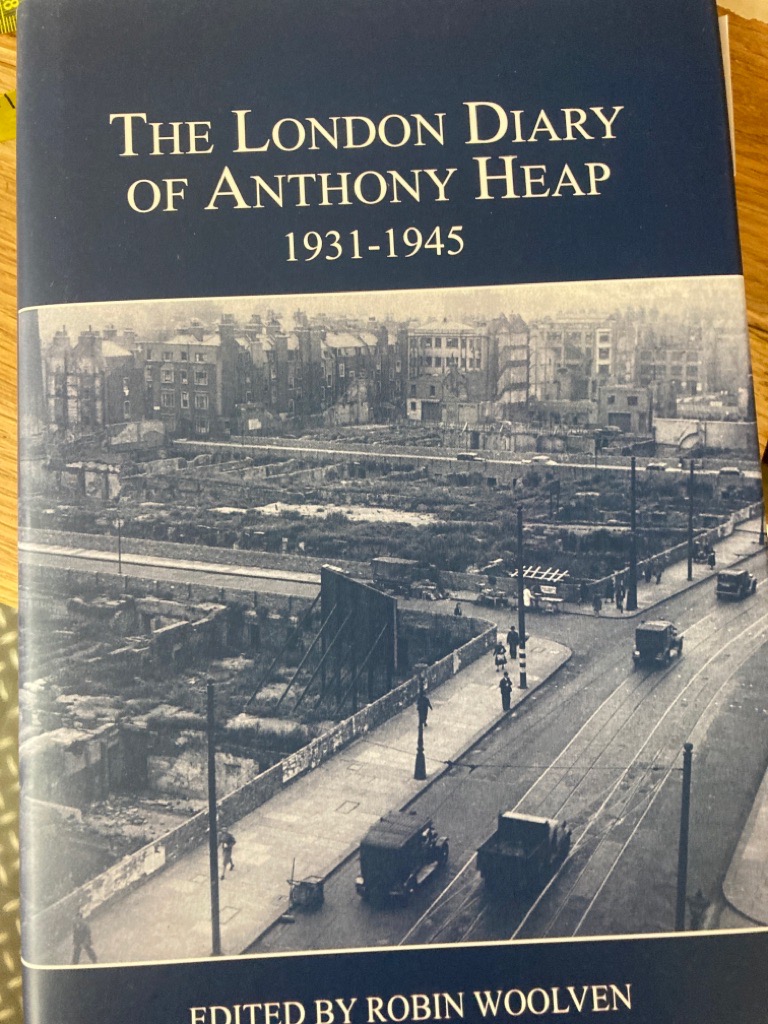 THE LONDON DIARY
OF ANTHONY HEAP
1931-1945
EDITED BY ROBIN WOOLVEN